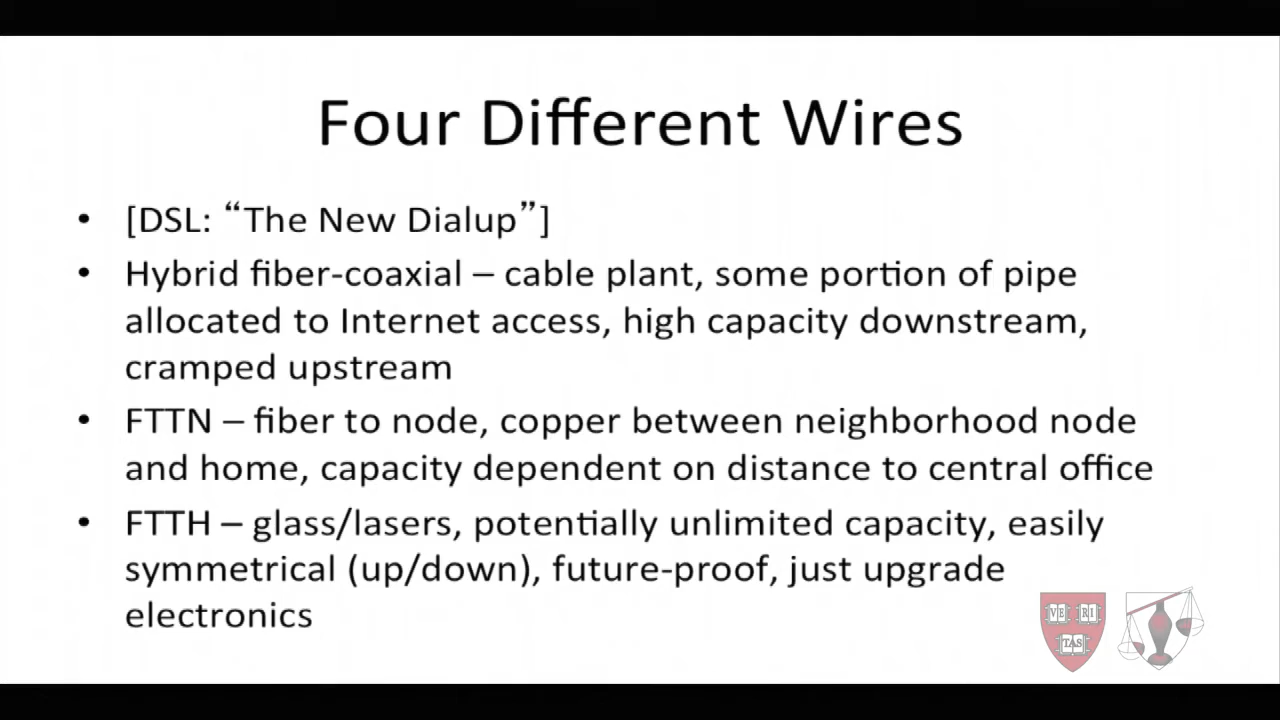 Four Different Wires
• [DSL: “The New Dialup”]
• Hybrid fiber-coaxial – cable plant, some portion of pipe
allocated to Internet access, high capacity downstream,
cramped upstream
• FTTN – fiber to node, copper between neighborhood node
and home, capacity dependent on distance to central office
• FTTH – glass/lasers, potentially unlimited capacity, easily
symmetrical (up/down), future-proof, just upgrade
electronics
VE RI
TAS